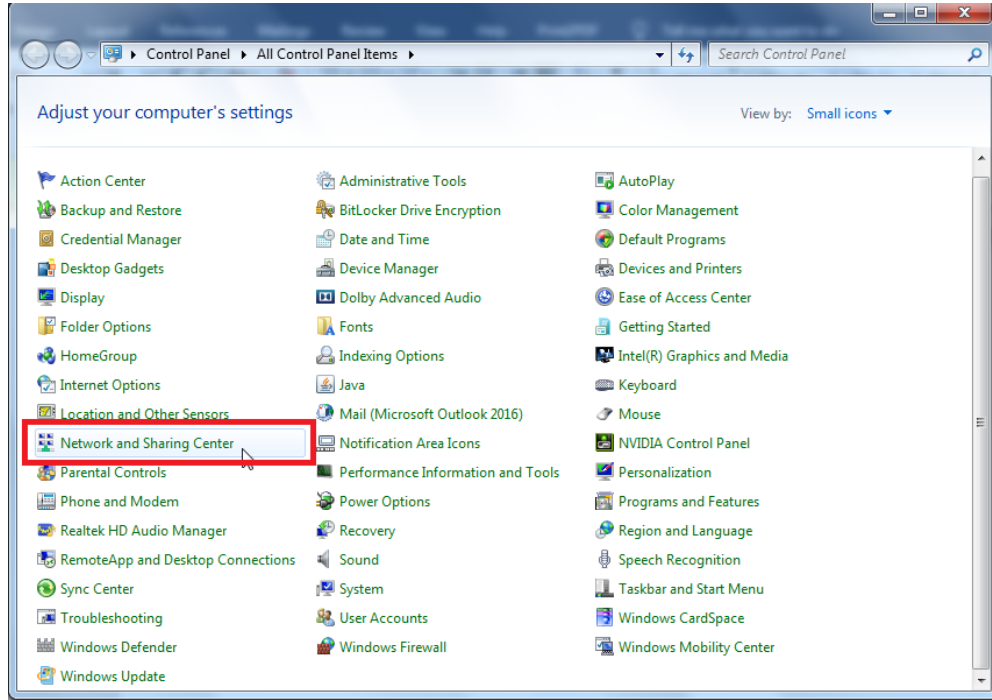 Control Panel All Control Panel Items Search Control Panel
Adjust your computer's settings View by: Small icons
Action Center Administrative Tools AutoPlay
Backup and Restore BitLocker Drive Encryption Color Management
Credential Manager Date and Time Default Programs
Desktop Gadgets Device Manager Devices and Printers
Display Dolby Advanced Audio Ease of Access Center
Folder Options Fonts Getting Started
HomeGroup Indexing Options Intel(R) Graphics and Media
Internet Options Java Keyboard
Location and Other Sensors Mail (Microsoft Outlook 2016) Mouse
Network and Sharing Center Notification Area Icons NVIDIA Control Panel
Parental Controls Performance Information and Tools Personalization
Phone and Modem Power Options Programs and Features
Realtek HD Audio Manager Recovery Region and Language
RemoteApp and Desktop Connections Sound Speech Recognition
Sync Center System Taskbar and Start Menu
Troubleshooting User Accounts Windows CardSpace
Windows Defender Windows Firewall Windows Mobility Center
Windows Update